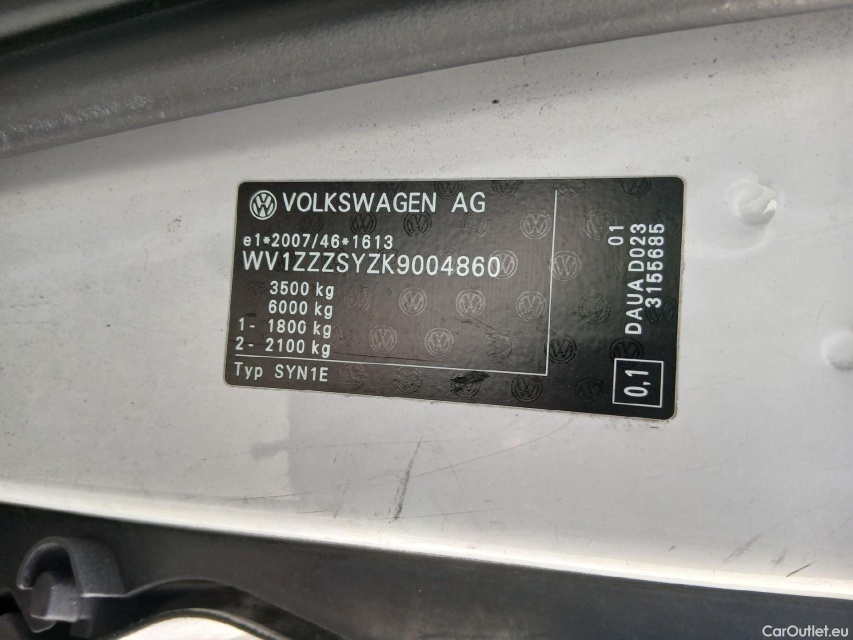 VOLKSWAGEN AG
e1*2007/46*1613
WV1ZZZSYZK9004860
3500 kg
6000 kg
1- 1800 kg
2- 2100 kg
Typ SYN1E
01
DAUA D023
3155685
0,1
CarOutlet.eu